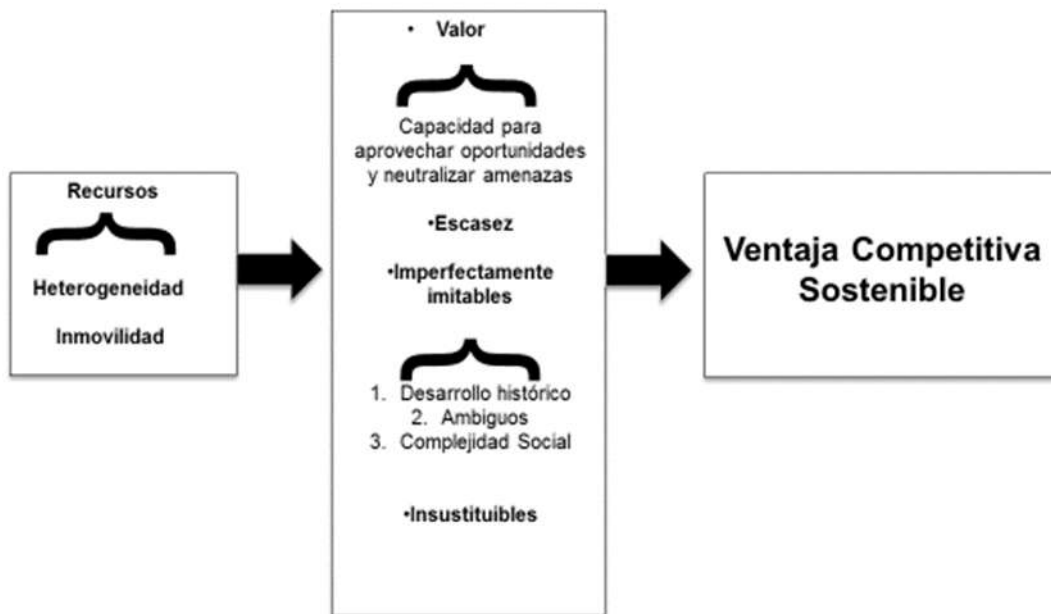 Recursos
Heterogeneidad
Inmovilidad
• Valor
Capacidad para
aprovechar oportunidades
y neutralizar amenazas
•Escasez
•Imperfectamente
imitables
1. Desarrollo histórico
2. Ambiguos
3. Complejidad Social
•Insustituibles
Ventaja Competitiva
Sostenible